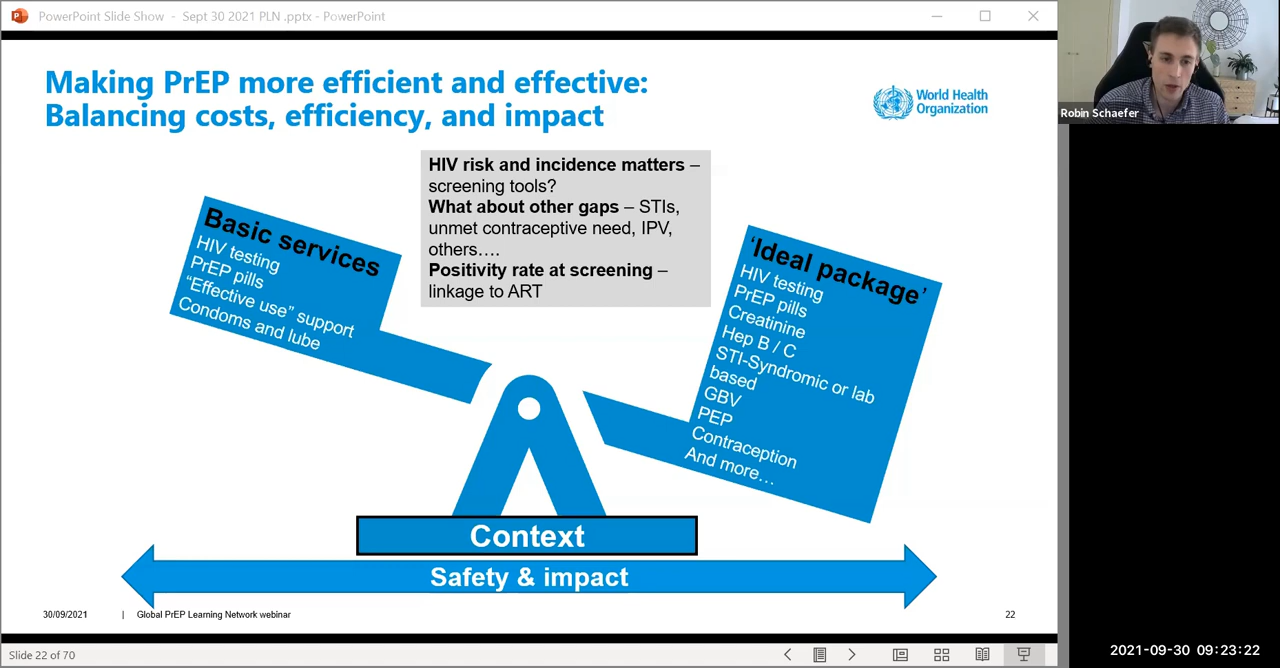 PowerPoint Slide Show - Sept 30 2021 PLN .pptx - PowerPoint
Making PrEP more efficient and effective:
Balancing costs, efficiency, and impact
World Health
Organization
Robin Schaefer
HIV risk and incidence matters –
screening tools?
What about other gaps – STIs,
unmet contraceptive need, IPV,
others….
Positivity rate at screening –
linkage to ART
Basic services
HIV testing
PrEP pills
“Effective use” support
Condoms and lube
‘Ideal package’
HIV testing
PrEP pills
Creatinine
Hep B / C
STI-Syndromic or lab
based
GBV
PEP
Contraception
And more…
Context
Safety & impact
30/09/2021 | Global PrEP Learning Network webinar 22
Slide 22 of 70
2021-09-30 09:23:22